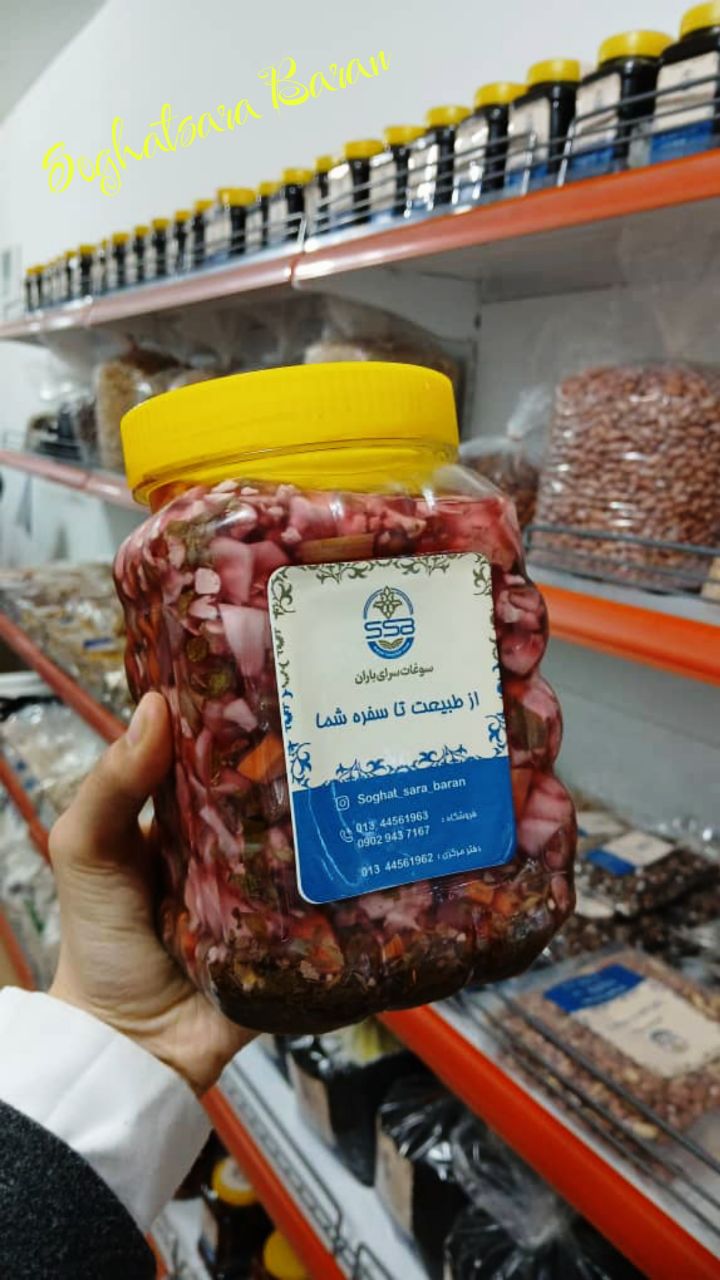 Soghatsara Baran
SSB
سوغات‌سرای باران
از طبیعت تا سفره شما
Soghat_sara_baran
فروشگاه : 013 44561963
0902 943 7167
دفتر مرکزی : 013 44561962